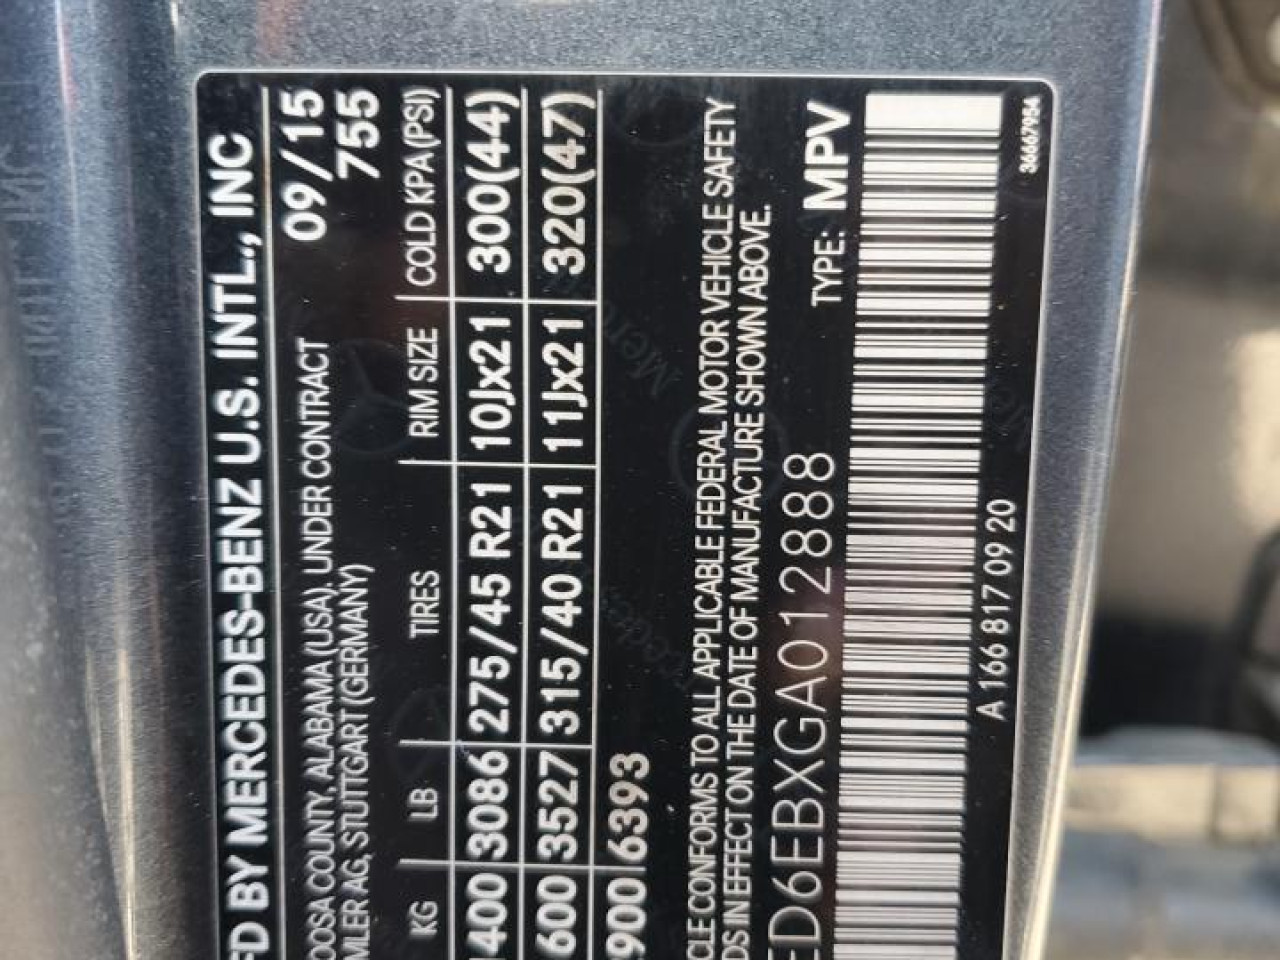 FD BY MERCEDES-BENZ U.S. INTL., INC
09/15
OOSA COUNTY, ALABAMA (USA). UNDER CONTRACT
755
MLER AG, STUTTGART (GERMANY)
KG LB TIRES RIM SIZE COLD KPA (PSI)
400 3086 275/45 R21 10Jx21 300(44)
600 3527 315/40 R21 11Jx21 320(47)
900 6393
CLE CONFORMS TO ALL APPLICABLE FEDERAL MOTOR VEHICLE SAFETY
DS IN EFFECT ON THE DATE OF MANUFACTURE SHOWN ABOVE.
ED6EBXGA012888 TYPE: MPV
A 166 817 09 20
36667954